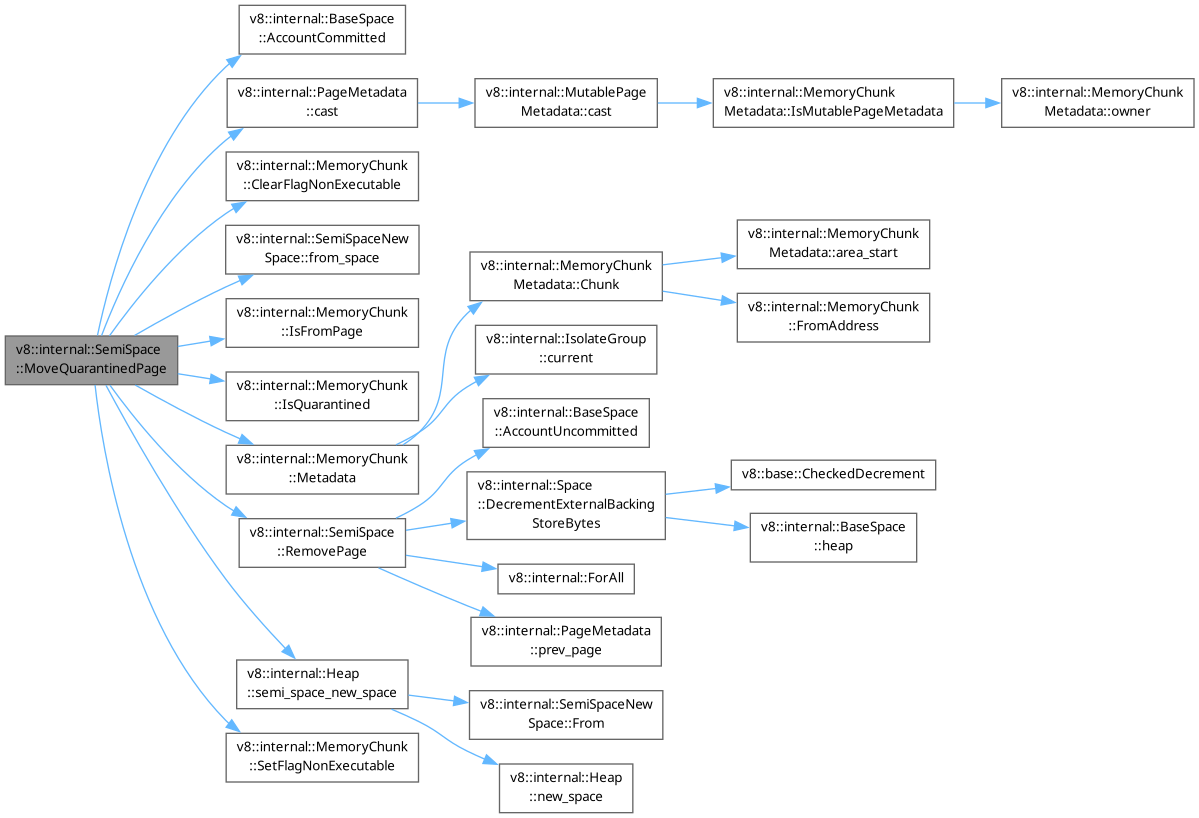 v8::internal::SemiSpace
::MoveQuarantinedPage
v8::internal::BaseSpace
::AccountCommitted
v8::internal::PageMetadata
::cast
v8::internal::MutablePage
Metadata::cast
v8::internal::MemoryChunk
Metadata::IsMutablePageMetadata
v8::internal::MemoryChunk
Metadata::owner
v8::internal::MemoryChunk
::ClearFlagNonExecutable
v8::internal::SemiSpaceNew
Space::from_space
v8::internal::MemoryChunk
::IsFromPage
v8::internal::MemoryChunk
::IsQuarantined
v8::internal::MemoryChunk
::Metadata
v8::internal::MemoryChunk
Metadata::Chunk
v8::internal::MemoryChunk
Metadata::area_start
v8::internal::MemoryChunk
::FromAddress
v8::internal::IsolateGroup
::current
v8::internal::SemiSpace
::RemovePage
v8::internal::BaseSpace
::AccountUncommitted
v8::internal::Space
::DecrementExternalBacking
StoreBytes
v8::base::CheckedDecrement
v8::internal::BaseSpace
::heap
v8::internal::ForAll
v8::internal::PageMetadata
::prev_page
v8::internal::Heap
::semi_space_new_space
v8::internal::SemiSpaceNew
Space::From
v8::internal::Heap
::new_space
v8::internal::MemoryChunk
::SetFlagNonExecutable